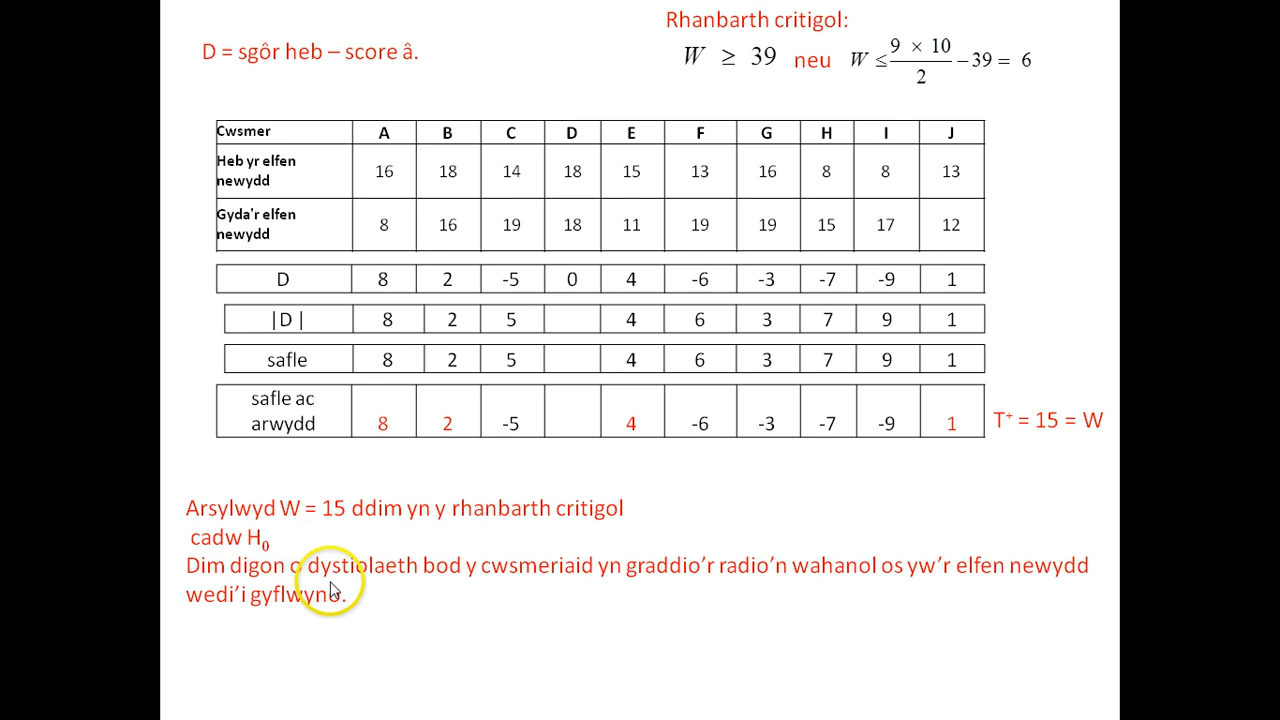 Rhanbarth critigol:
D = sgôr heb – score â.
W ≥ 39 neu W ≤ 9 × 10 / 2 – 39 = 6
Cwsmer A B C D E F G H I J
Heb yr elfen
newydd 16 18 14 18 15 13 16 8 8 13
Gyda'r elfen
newydd 8 16 19 18 11 19 19 15 17 12
D 8 2 -5 0 4 -6 -3 -7 -9 1
|D | 8 2 5 4 6 3 7 9 1
safle 8 2 5 4 6 3 7 9 1
safle ac
arwydd 8 2 -5 4 -6 -3 -7 -9 1 T⁺ = 15 = W
Arsylwyd W = 15 ddim yn y rhanbarth critigol
cadw H₀
Dim digon o dystiolaeth bod y cwsmeriaid yn graddio’r radio’n wahanol os yw’r elfen newydd
wedi’i gyflwyno.